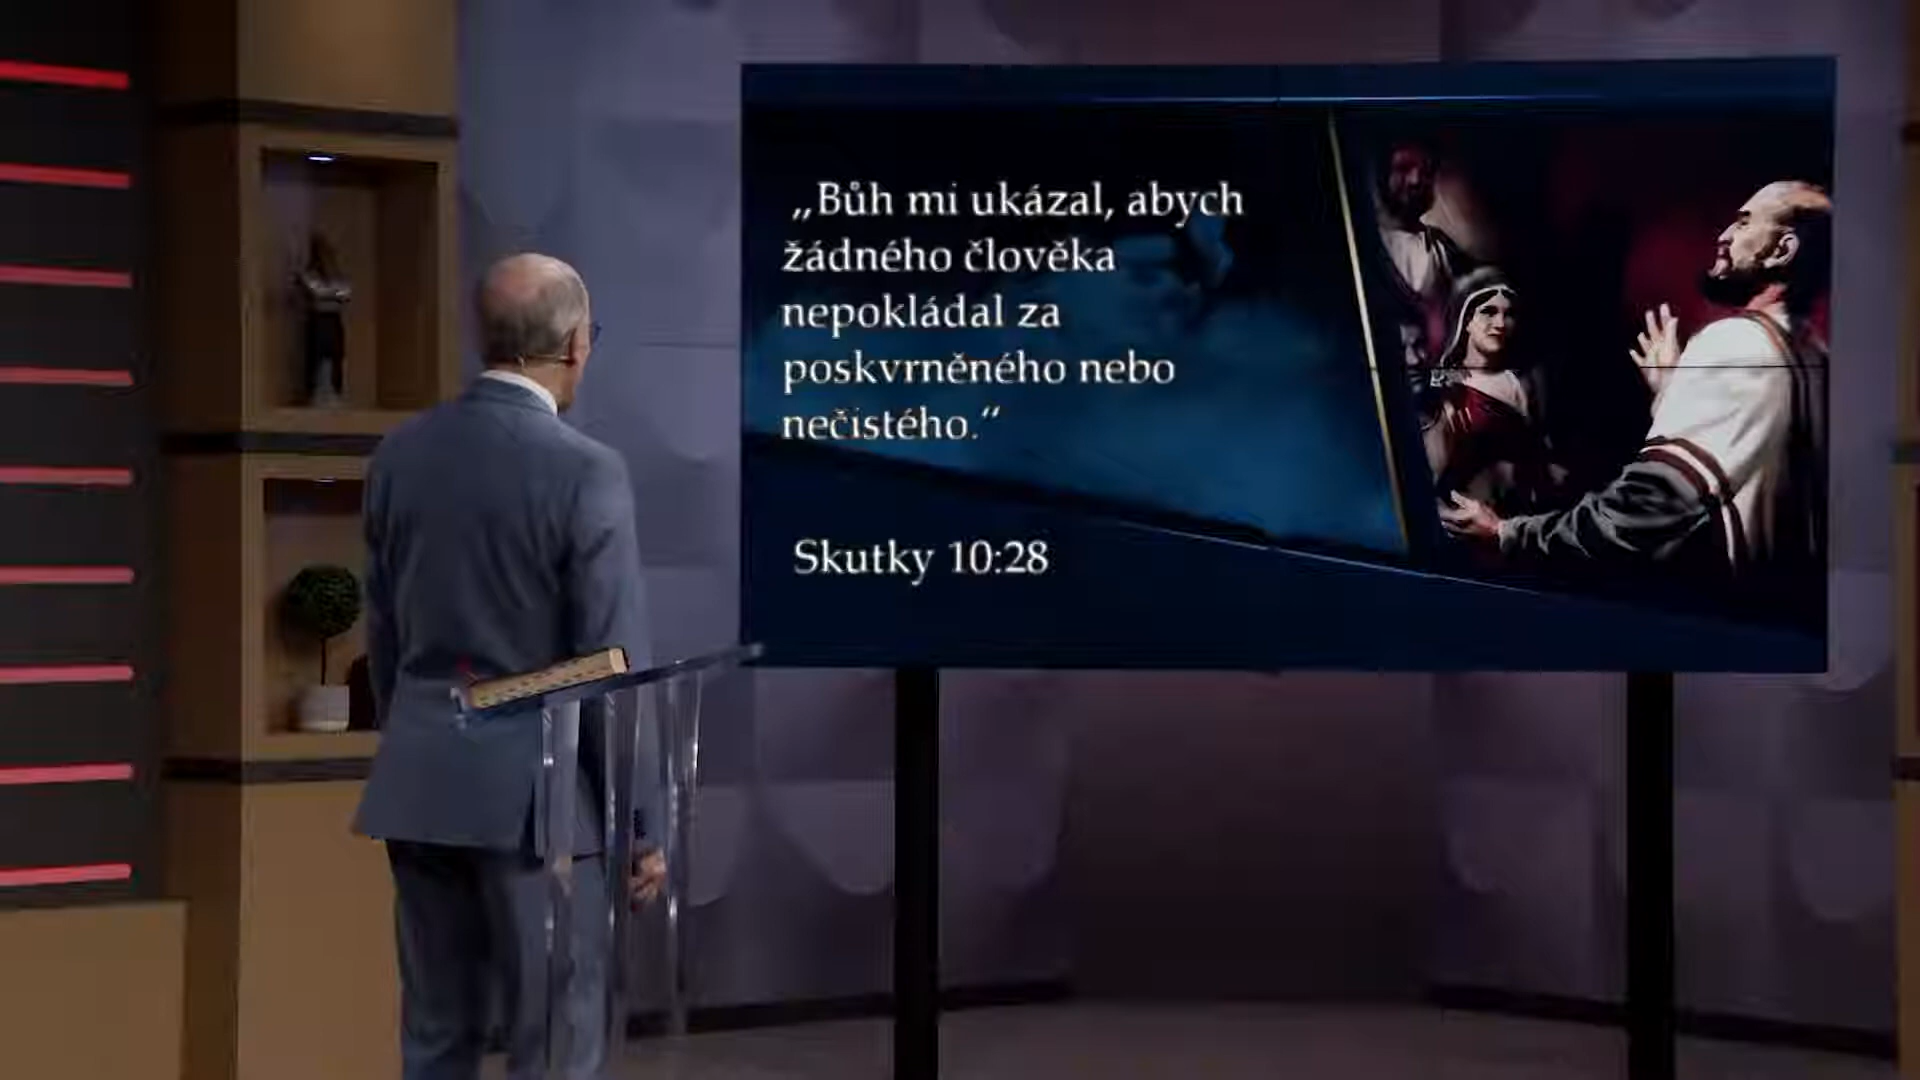 „Bůh mi ukázal, abych
žádného člověka
nepokládal za
poskvrněného nebo
nečistého.“
Skutky 10:28